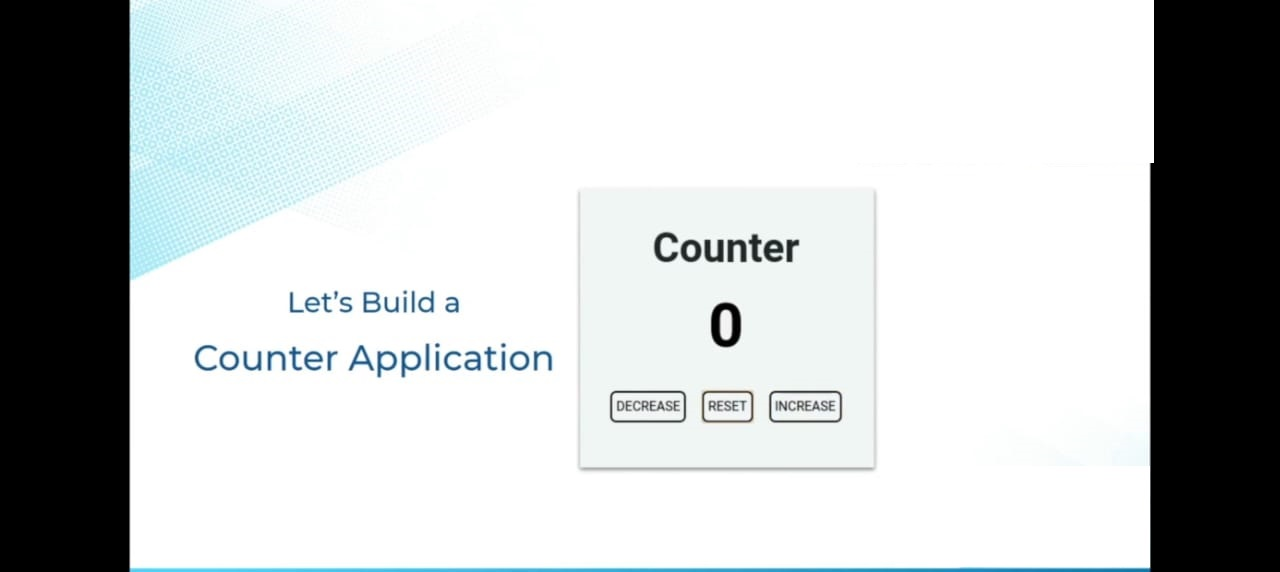 Let’s Build a
Counter Application
Counter
0
DECREASE RESET INCREASE